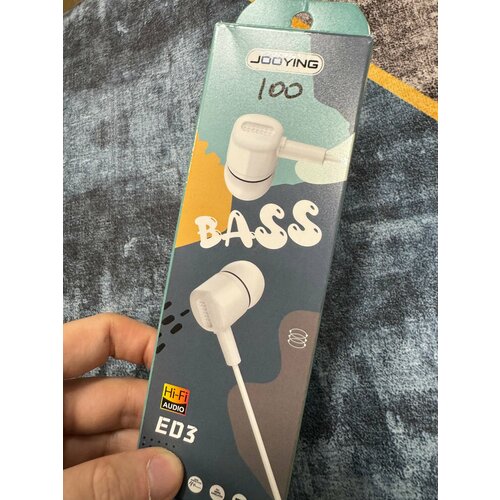 JOOYING
100
BASS
Hi-Fi
AUDIO
ED3